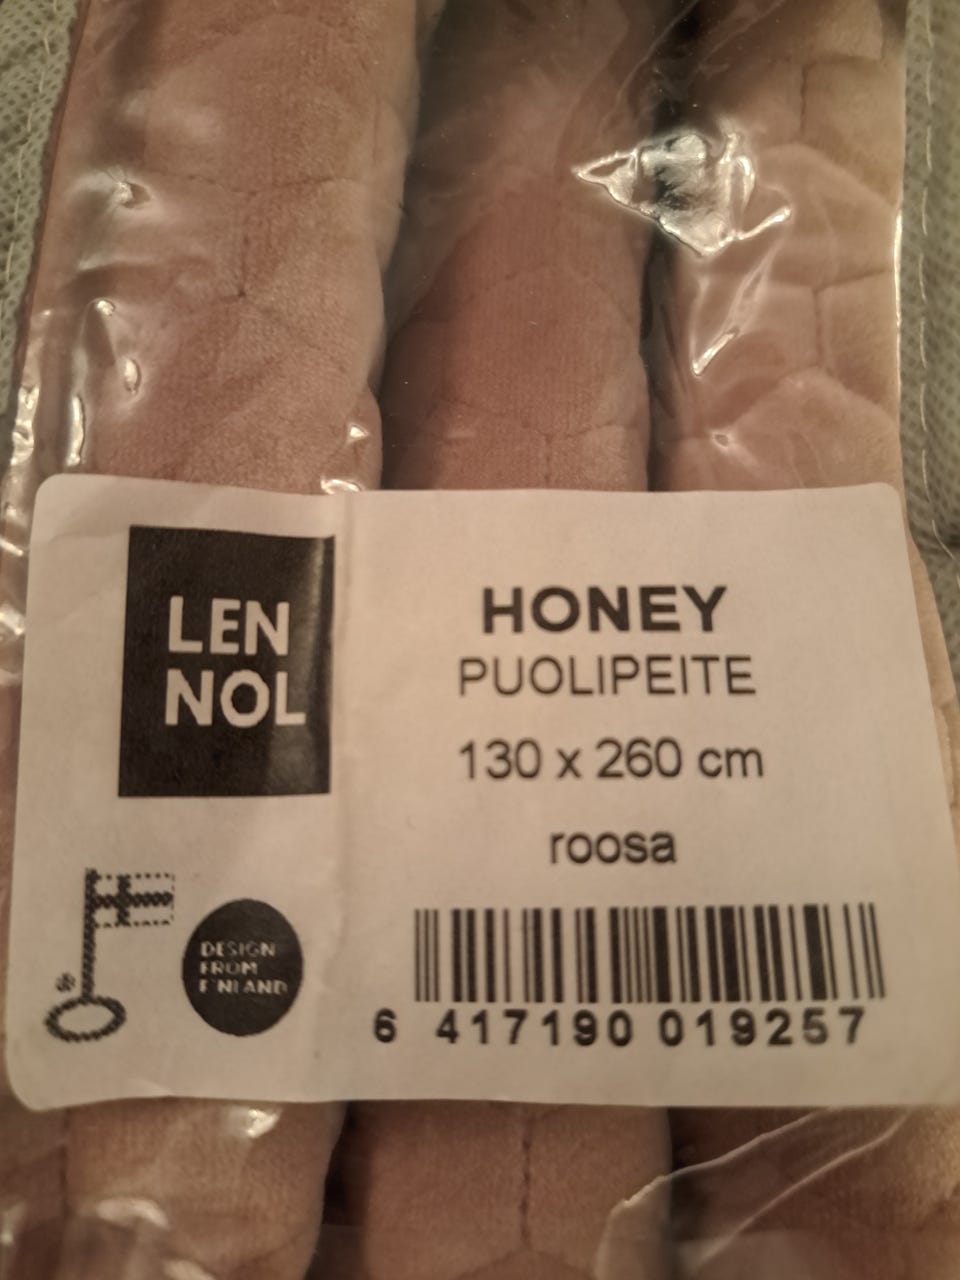 LEN
NOL
HONEY
PUOLIPEITE
130 x 260 cm
roosa
DESIGN
FROM
FINLAND
6 417190 019257